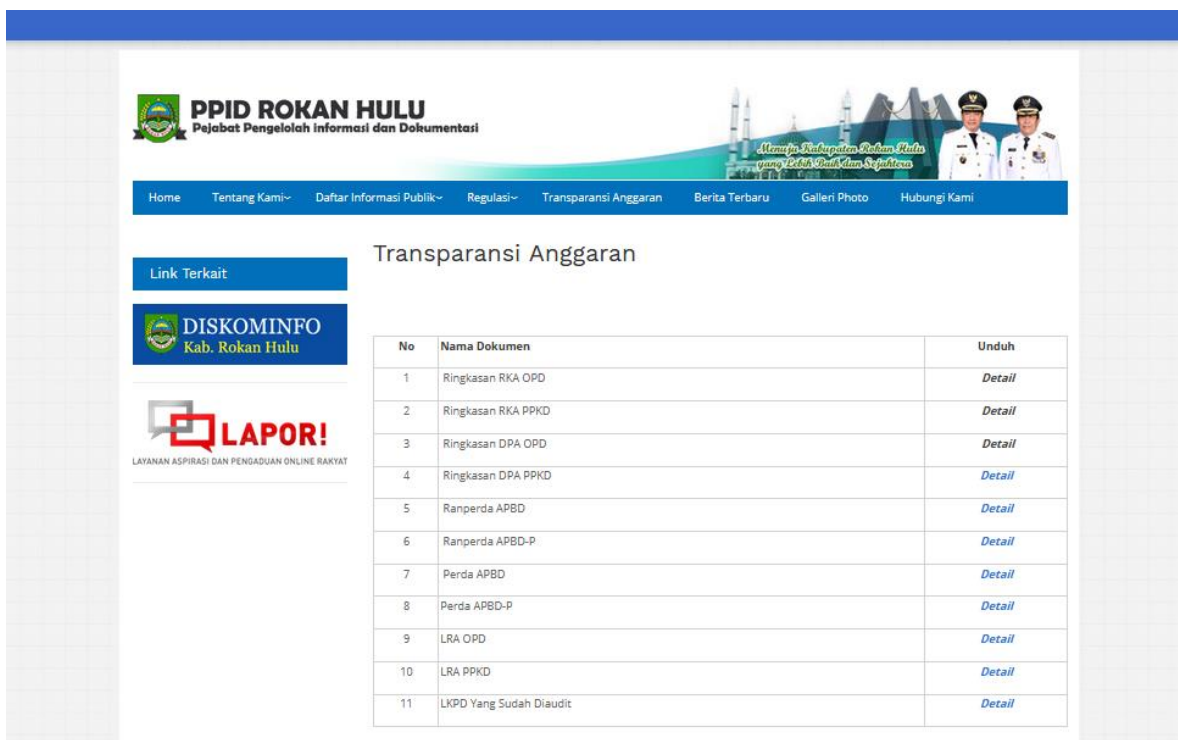 PPID ROKAN HULU
Pejabat Pengelolah informasi dan Dokumentasi
Menuju Kabupaten Rokan Hulu
yang Lebih Baik dan Sejahtera
Home Tentang Kami Daftar Informasi Publik Regulasi Transparansi Anggaran Berita Terbaru Galleri Photo Hubungi Kami
Transparansi Anggaran
Link Terkait
DISKOMINFO
Kab. Rokan Hulu
LAPOR!
LAYANAN ASPIRASI DAN PENGADUAN ONLINE RAKYAT
No Nama Dokumen Unduh
1 Ringkasan RKA OPD Detail
2 Ringkasan RKA PPKD Detail
3 Ringkasan DPA OPD Detail
4 Ringkasan DPA PPKD Detail
5 Ranperda APBD Detail
6 Ranperda APBD-P Detail
7 Perda APBD Detail
8 Perda APBD-P Detail
9 LRA OPD Detail
10 LRA PPKD Detail
11 LKPD Yang Sudah Diaudit Detail